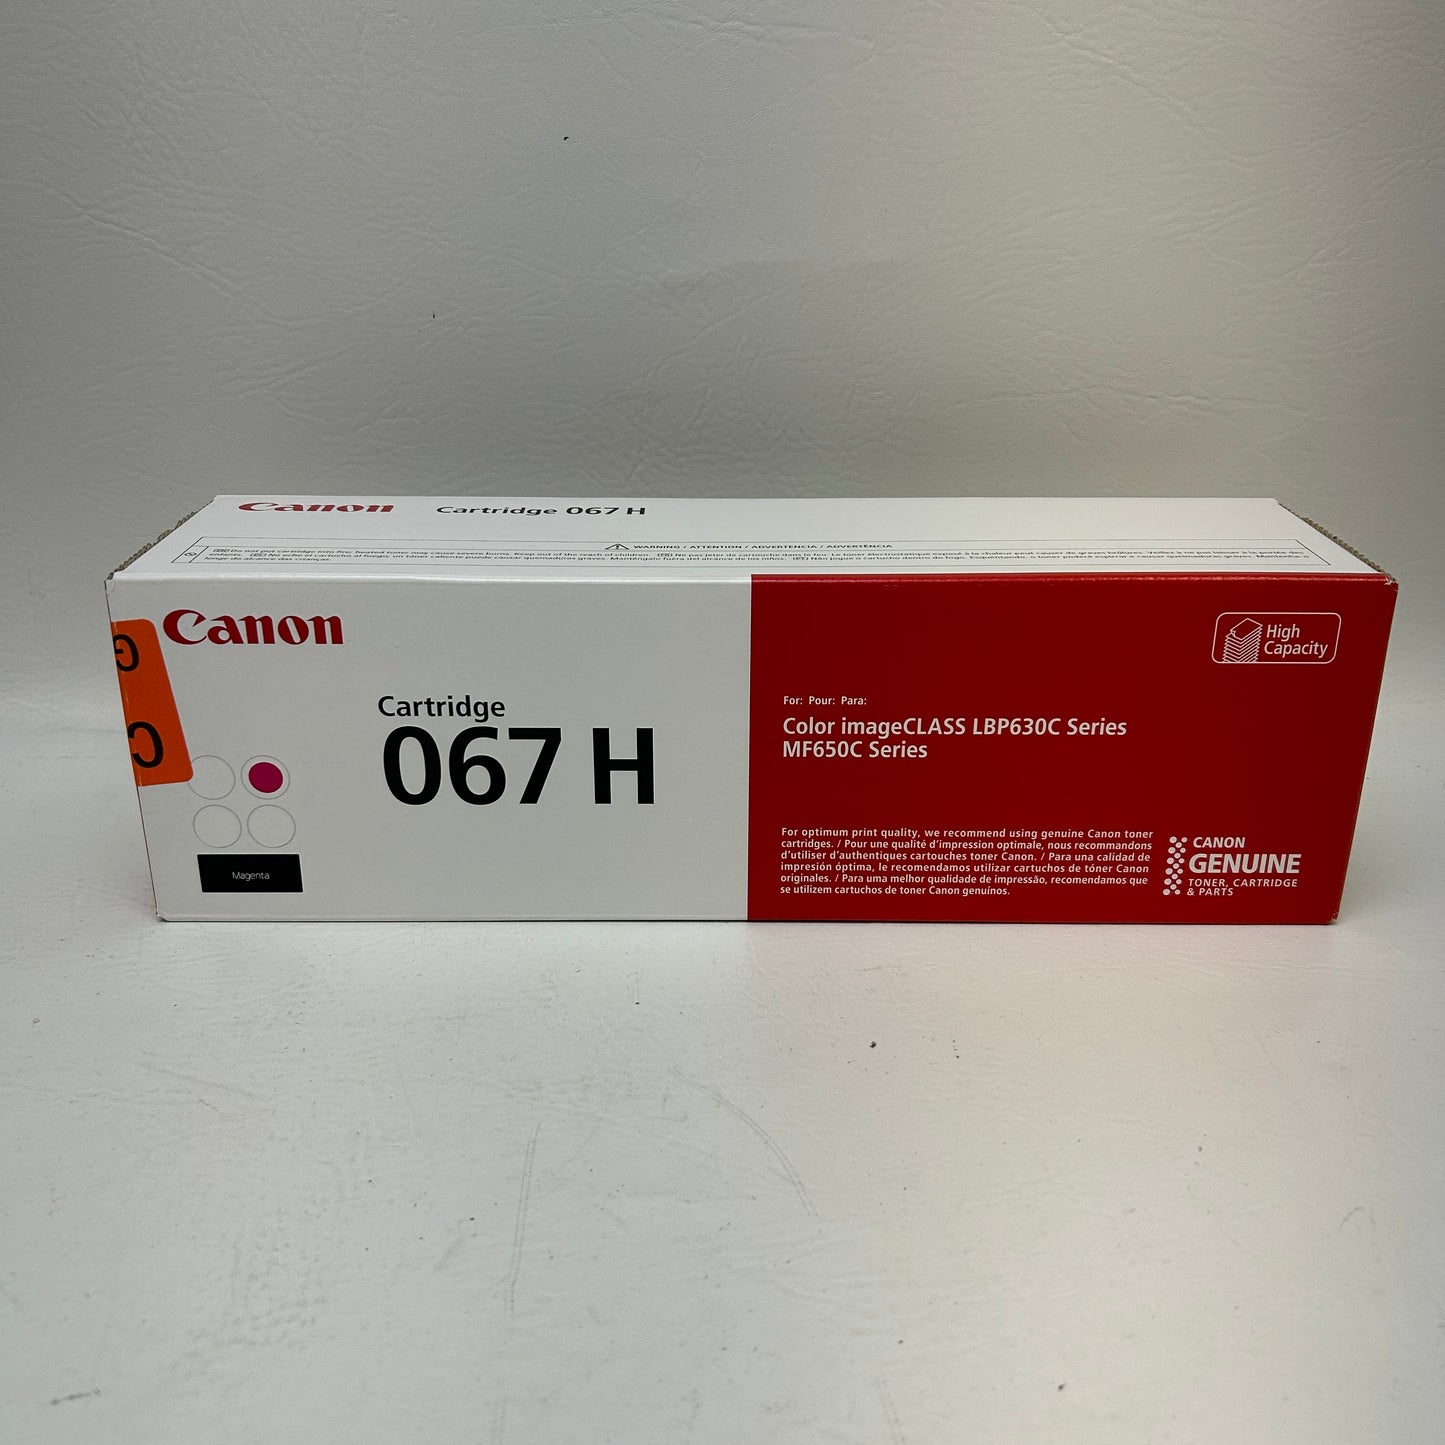 Canon Cartridge 067 H
WARNING / ATTENTION / ADVERTENCIA / ADVERTÊNCIA
Canon
G
C
Cartridge
067 H
Magenta
High
Capacity
For: Pour: Para:
Color imageCLASS LBP630C Series
MF650C Series
For optimum print quality, we recommend using genuine Canon toner
cartridges. / Pour une qualité d'impression optimale, nous recommandons
d'utiliser d'authentiques cartouches toner Canon. / Para una calidad de
impresión óptima, le recomendamos utilizar cartuchos de tóner Canon
originales. / Para uma melhor qualidade de impressão, recomendamos que
se utilizem cartuchos de toner Canon genuínos.
CANON
GENUINE
TONER, CARTRIDGE
& PARTS